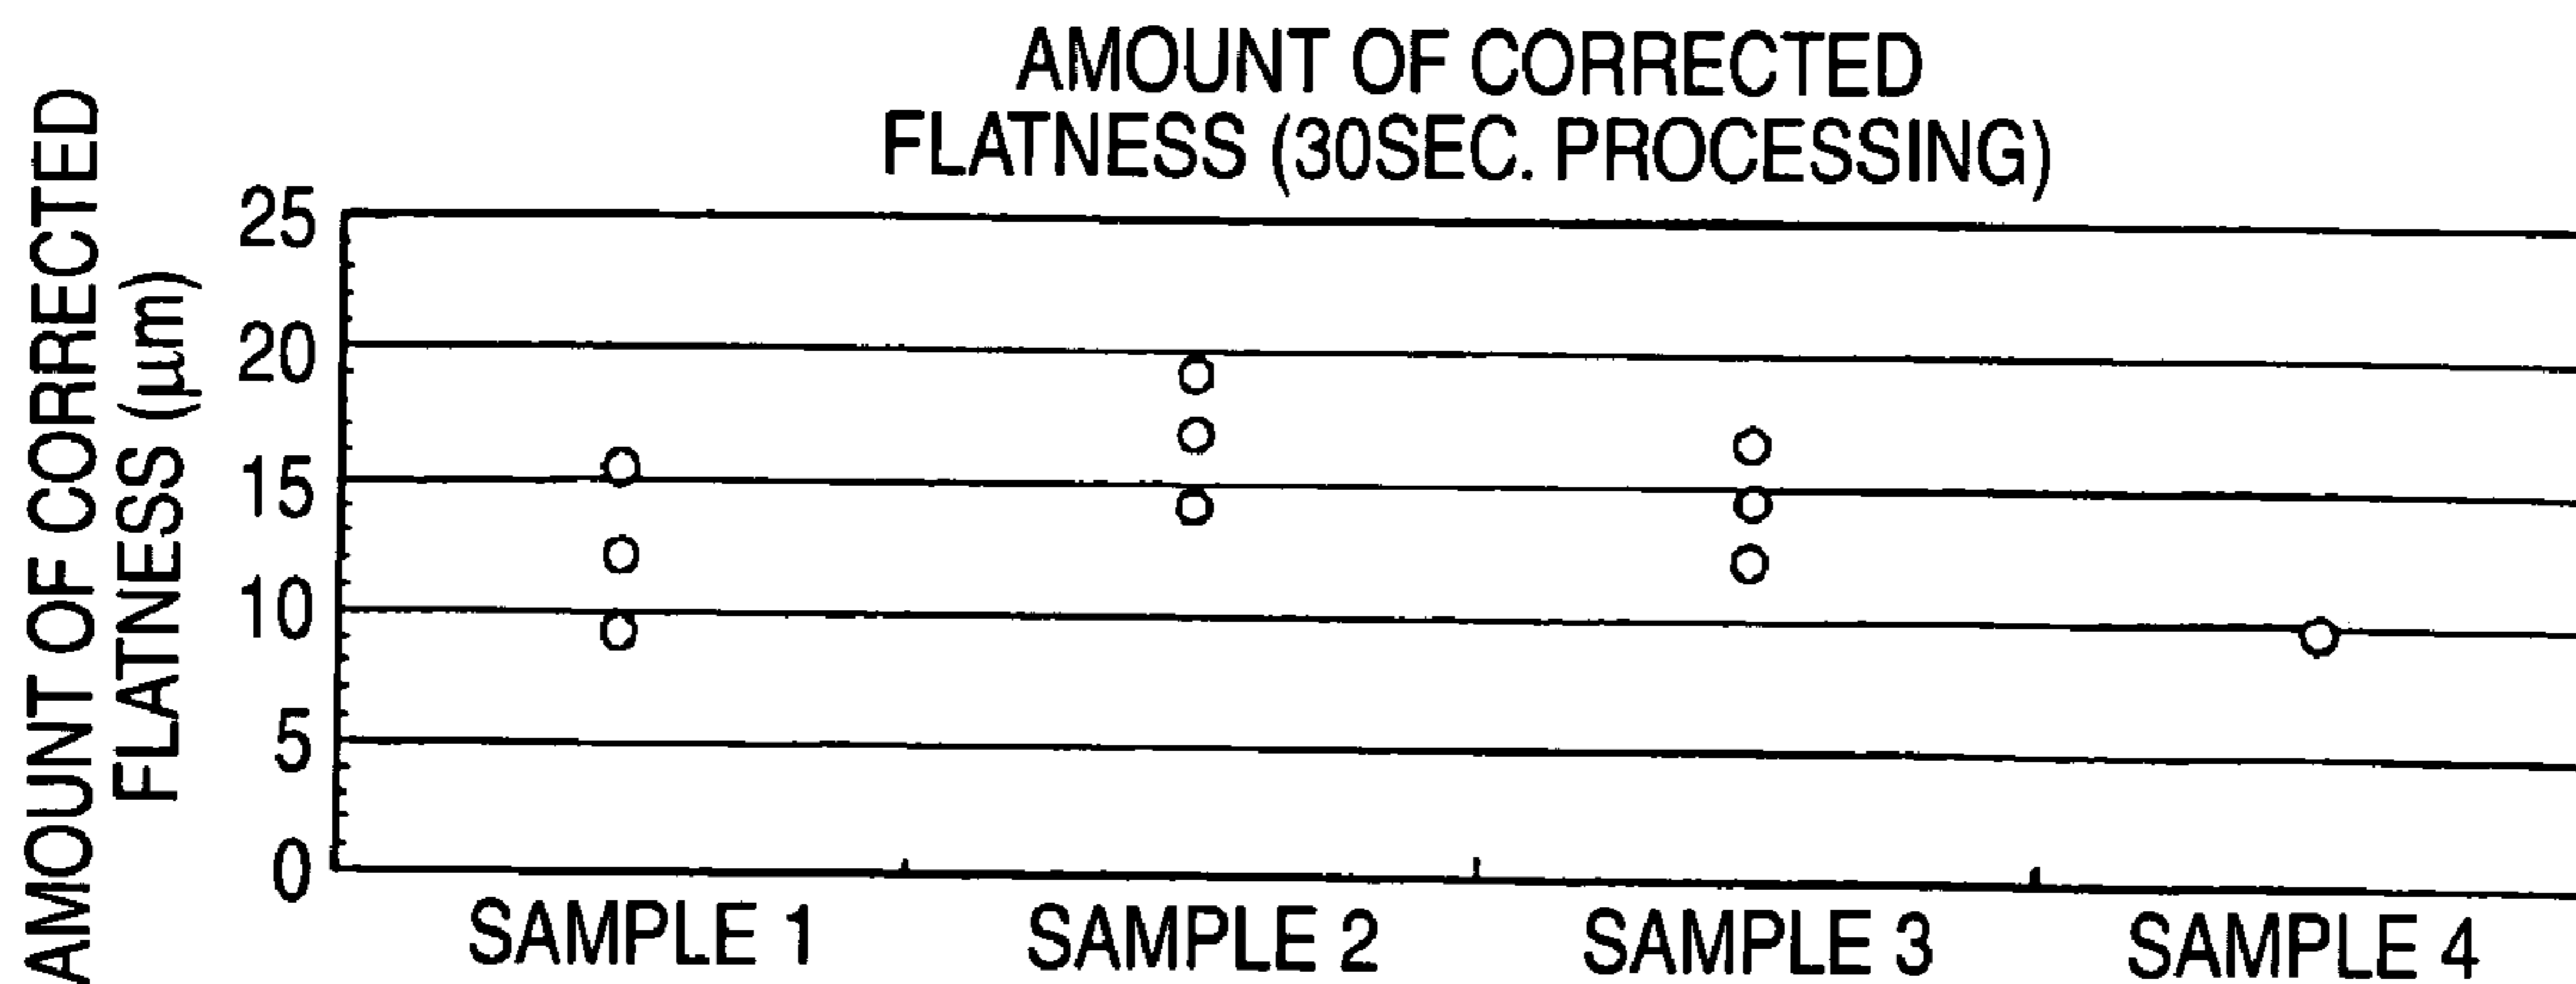 AMOUNT OF CORRECTED
FLATNESS (30SEC. PROCESSING)
AMOUNT OF CORRECTED
FLATNESS (μm)
25
20
15
10
5
0
SAMPLE 1
SAMPLE 2
SAMPLE 3
SAMPLE 4